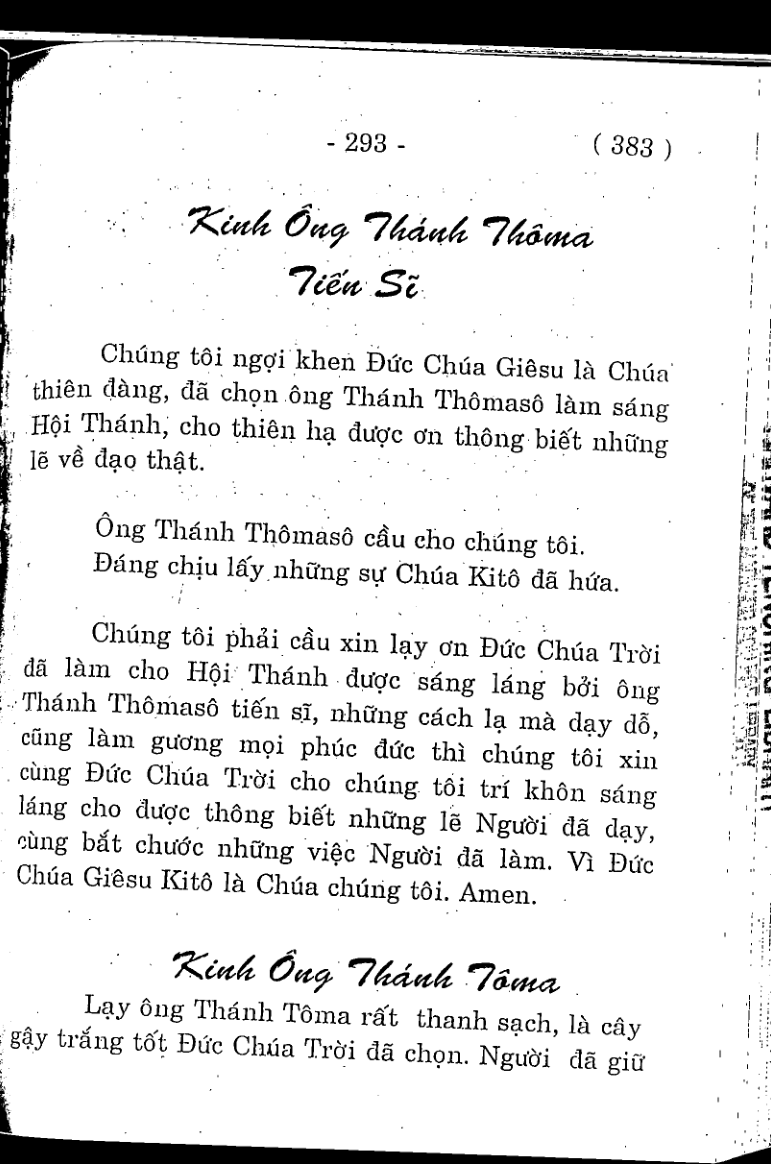 - 293 - ( 383 )
Kinh Ông Thánh Thôma
Tiến Sĩ
Chúng tôi ngợi khen Đức Chúa Giêsu là Chúa
thiên đàng, đã chọn ông Thánh Thômasô làm sáng
Hội Thánh, cho thiên hạ được ơn thông biết những
lẽ về đạo thật.
Ông Thánh Thômasô cầu cho chúng tôi.
Đáng chịu lấy những sự Chúa Kitô đã hứa.
Chúng tôi phải cầu xin lạy ơn Đức Chúa Trời
đã làm cho Hội Thánh được sáng láng bởi ông
Thánh Thômasô tiến sĩ, những cách lạ mà dạy dỗ,
cũng làm gương mọi phúc đức thì chúng tôi xin
cùng Đức Chúa Trời cho chúng tôi trí khôn sáng
láng cho được thông biết những lẽ Người đã dạy,
cùng bắt chước những việc Người đã làm. Vì Đức
Chúa Giêsu Kitô là Chúa chúng tôi. Amen.
Kinh Ông Thánh Tôma
Lạy ông Thánh Tôma rất thanh sạch, là cây
gậy trắng tốt Đức Chúa Trời đã chọn. Người đã giữ